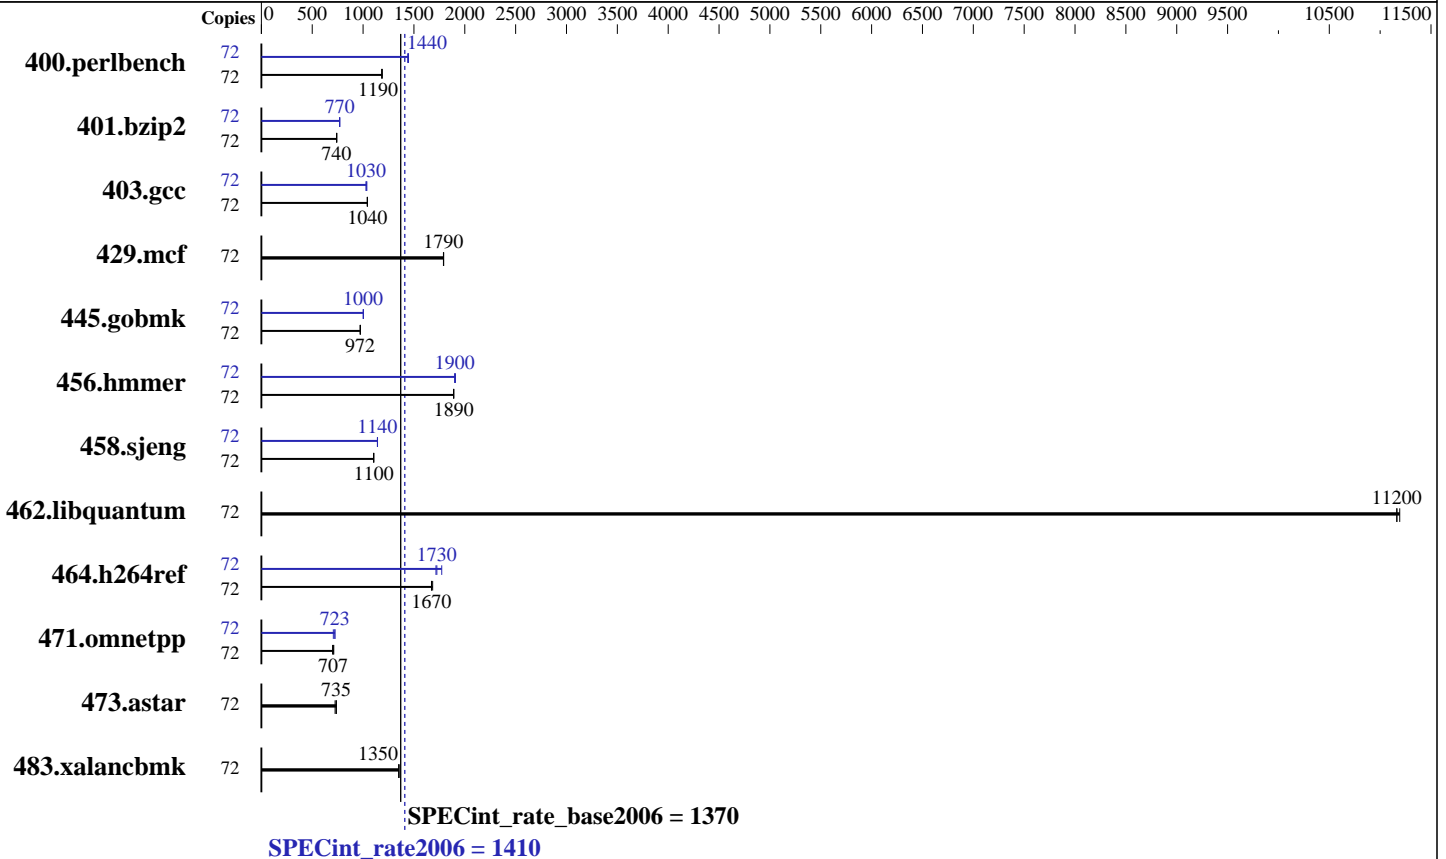 Copies 0 500 1000 1500 2000 2500 3000 3500 4000 4500 5000 5500 6000 6500 7000 7500 8000 8500 9000 9500 10500 11500
400.perlbench 72 1440
72 1190
401.bzip2 72 770
72 740
403.gcc 72 1030
72 1040
429.mcf 72 1790
445.gobmk 72 1000
72 972
456.hmmer 72 1900
72 1890
458.sjeng 72 1140
72 1100
462.libquantum 72 11200
464.h264ref 72 1730
72 1670
471.omnetpp 72 723
72 707
473.astar 72 735
483.xalancbmk 72 1350
SPECint_rate_base2006 = 1370
SPECint_rate2006 = 1410